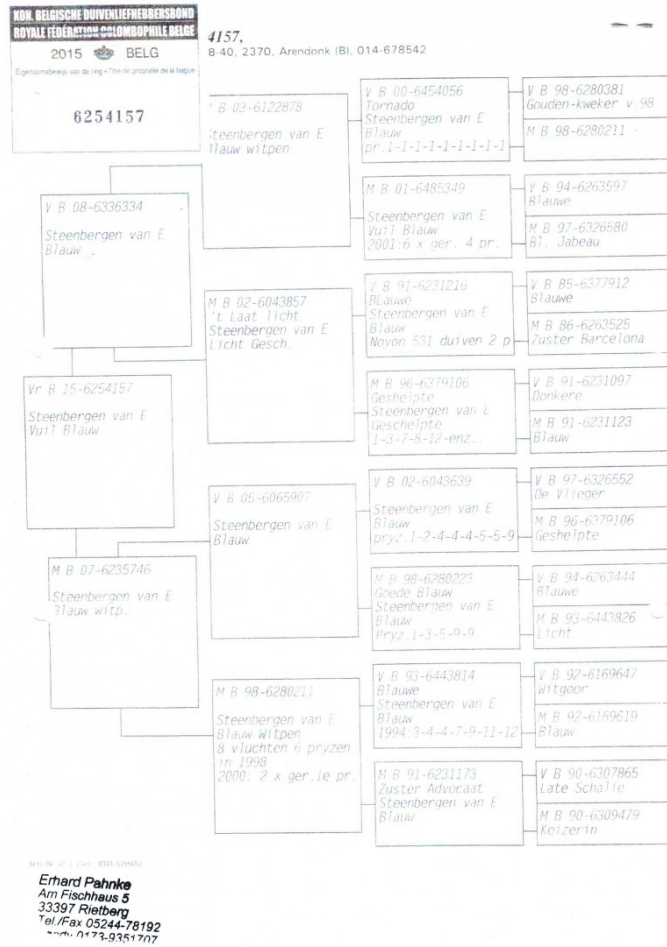 KON. BELGISCHE DUIVENLIEFHEBBERSBOND
ROYALE FÉDÉRATION COLOMBOPHILE BELGE
2015 BELG
Eigendomsbewijs van de ring • Titre de propriété de la bague
6254157
4157,
8-40, 2370, Arendonk (B), 014-678542
Vr B 15-6254157
Steenbergen van E
Vuil Blauw
V B 08-6336334
Steenbergen van E
Blauw
M B 07-6235746
Steenbergen van E
Blauw witp.
B 03-6122878
Steenbergen van E
Blauw witpen
M B 02-6043857
't Laat licht
Steenbergen van E
Licht Gesch.
V B 05-6065907
Steenbergen van E
Blauw
M B 98-6280211
Steenbergen van E
Blauw Witpen
8 vluchten 6 pryzen
in 1998
2000: 2 x ger.1e pr.
V B 00-6454056
Tornado
Steenbergen van E
Blauw
pr.1-1-1-1-1-1-1-1-1
M B 01-6485349
Steenbergen van E
Vuil Blauw
2001:6 x ger. 4 pr.
V B 91-6231216
BLauwe
Steenbergen van E
Blauw
Noyon 531 duiven 2 p
M B 96-6379106
Geshelpte
Steenbergen van E
Geschelpte
1-3-7-8-12-enz..
V B 02-6043639
Steenbergen van E
Blauw
pryz.1-2-4-4-4-5-5-9
M B 98-6280223
Goede Blauw
Steenbergen van E
Blauw
Pryz.1-3-5-9-9
V B 93-6443814
Blauwe
Steenbergen van E
Blauw
1994:3-4-4-7-9-11-12
M B 91-6231173
Zuster Advocaat
Steenbergen van E
Blauw
V B 98-6280381
Gouden-kweker v.98
M B 98-6280211
V B 94-6263597
Blauwe
M B 97-6326580
Bl. Jabeau
V B 85-6377912
Blauwe
M B 86-6263525
Zuster Barcelona
V B 91-6231097
Donkere
M B 91-6231123
Blauw
V B 97-6326552
De Vlieger
M B 96-6379106
Geshelpte
V B 94-6263444
Blauwe
M B 93-6443826
Licht
V B 92-6169647
Witgoor
M B 92-6169619
Blauw
V B 90-6307865
Late Schalie
M B 90-6309479
Keizerin
Erhard Pahnke
Am Fischhaus 5
33397 Rietberg
Tel./Fax 05244-78192
0173-9351707